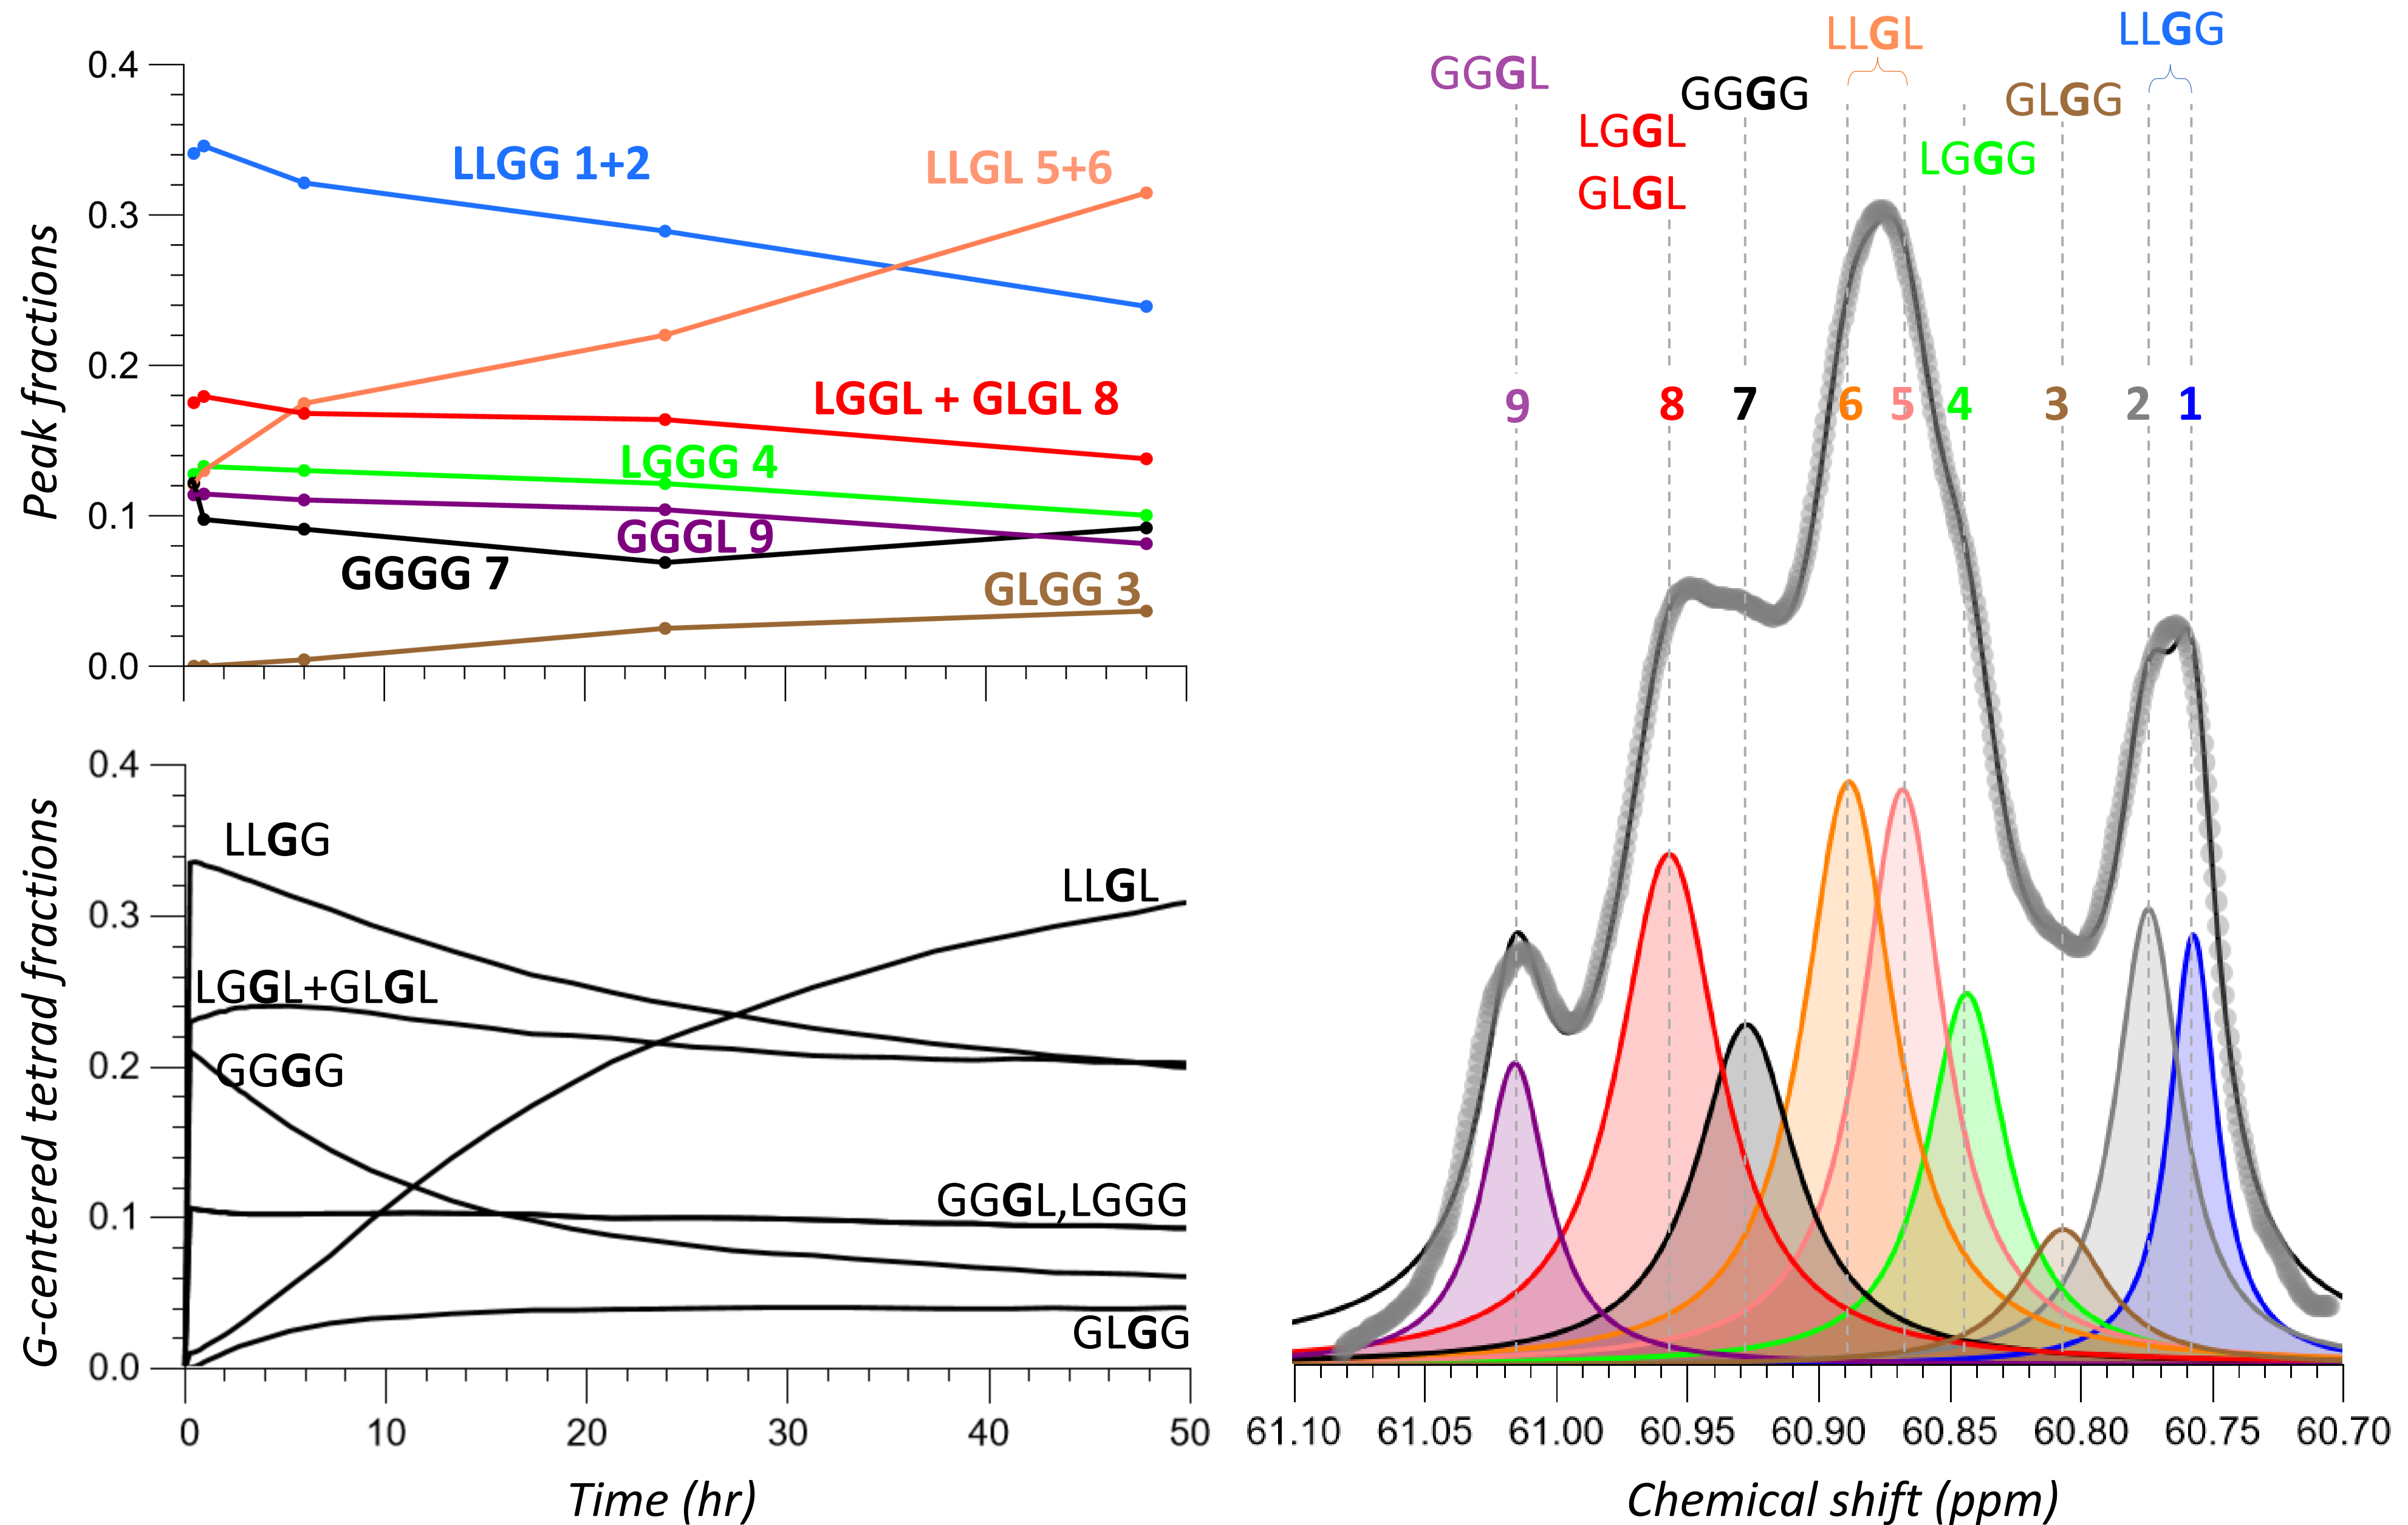 Peak fractions
0.4
0.3
0.2
0.1
0.0
LLGG 1+2
LLGL 5+6
LGGL + GLGL 8
LGGG 4
GGGL 9
GGGG 7
GLGG 3
G-centered tetrad fractions
0.4
0.3
0.2
0.1
0.0
LLGG
LLGL
LGGL+GLGL
GGGG
GGGL,LGGG
GLGG
0 10 20 30 40 50
Time (hr)
LLGL
LLGG
GGGL
GGGG
GLGG
LGGL
LGGG
GLGL
9 8 7 6 5 4 3 2 1
61.10 61.05 61.00 60.95 60.90 60.85 60.80 60.75 60.70
Chemical shift (ppm)